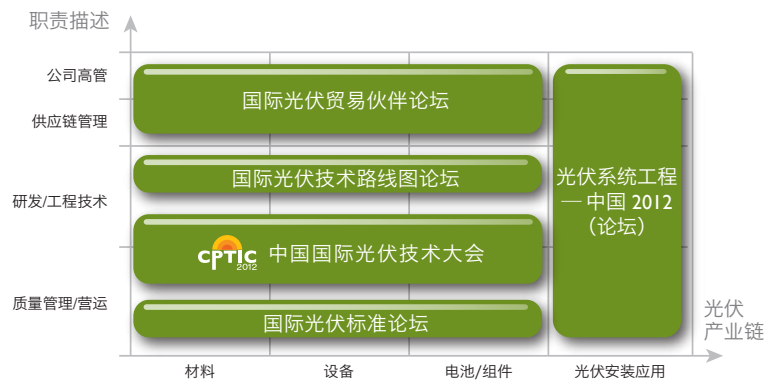 职责描述
公司高管
供应链管理
研发/工程技术
质量管理/营运
国际光伏贸易伙伴论坛
国际光伏技术路线图论坛
CPTIC
2012
中国国际光伏技术大会
国际光伏标准论坛
光伏系统工程
— 中国 2012
（论坛）
光伏
产业链
材料
设备
电池/组件
光伏安装应用